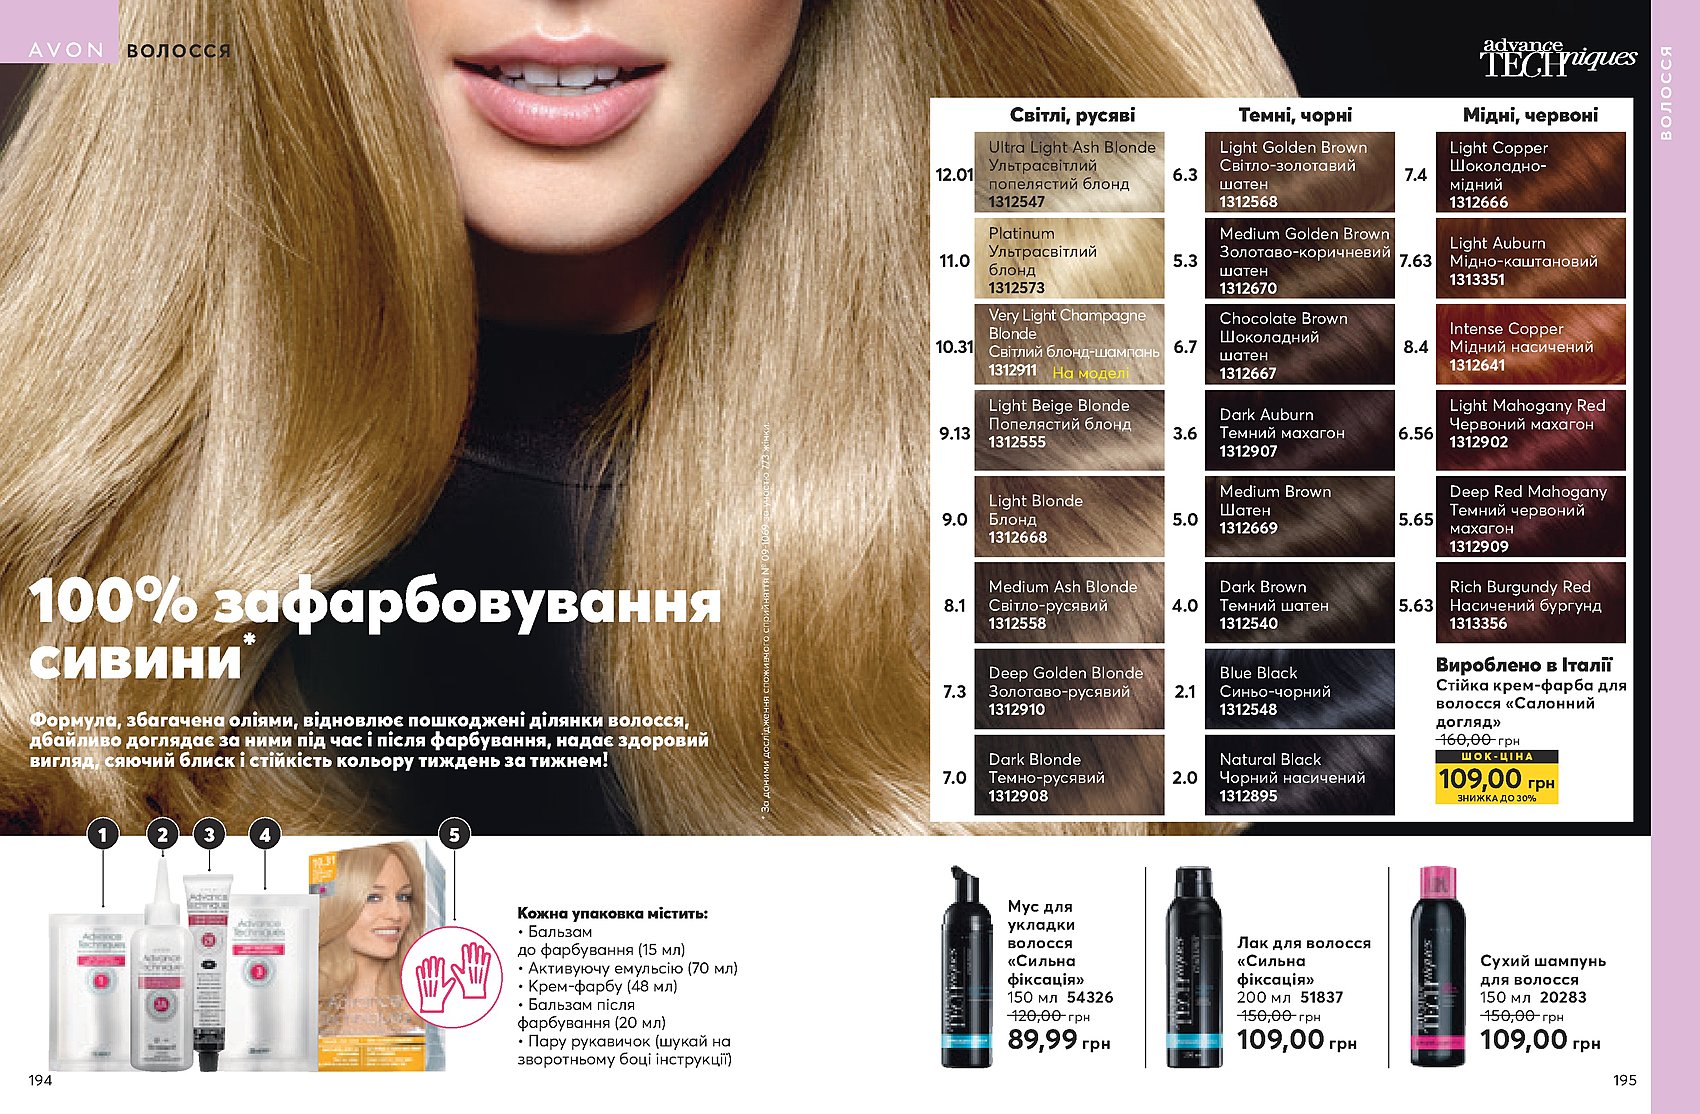 AVON ВОЛОССЯ
advance
TECHniques
ВОЛОССЯ
100% зафарбовування
сивини*
Формула, збагачена оліями, відновлює пошкоджені ділянки волосся,
дбайливо доглядає за ними під час і після фарбування, надає здоровий
вигляд, сяючий блиск і стійкість кольору тиждень за тижнем!
* За даними дослідження споживчого сприйняття N° 09-1069 за участю 773 жінки.
Світлі, русяві
12.01
Ultra Light Ash Blonde
Ультрасвітлий
попелястий блонд
1312547
11.0
Platinum
Ультрасвітлий
блонд
1312573
10.31
Very Light Champagne
Blonde
Світлий блонд-шампань
1312911 На моделі
9.13
Light Beige Blonde
Попелястий блонд
1312555
9.0
Light Blonde
Блонд
1312668
8.1
Medium Ash Blonde
Світло-русявий
1312558
7.3
Deep Golden Blonde
Золотаво-русявий
1312910
7.0
Dark Blonde
Темно-русявий
1312908
Темні, чорні
6.3
Light Golden Brown
Світло-золотавий
шатен
1312568
5.3
Medium Golden Brown
Золотаво-коричневий
шатен
1312670
6.7
Chocolate Brown
Шоколадний
шатен
1312667
3.6
Dark Auburn
Темний махагон
1312907
5.0
Medium Brown
Шатен
1312669
4.0
Dark Brown
Темний шатен
1312540
2.1
Blue Black
Синьо-чорний
1312548
2.0
Natural Black
Чорний насичений
1312895
Мідні, червоні
7.4
Light Copper
Шоколадно-
мідний
1312666
7.63
Light Auburn
Мідно-каштановий
1313351
8.4
Intense Copper
Мідний насичений
1312641
6.56
Light Mahogany Red
Червоний махагон
1312902
5.65
Deep Red Mahogany
Темний червоний
махагон
1312909
5.63
Rich Burgundy Red
Насичений бургунд
1313356
Вироблено в Італії
Стійка крем-фарба для
волосся «Салонний
догляд»
160,00 грн
ШОК-ЦІНА
109,00 грн
ЗНИЖКА ДО 30%
1
2
3
4
5
10.31
Advance
Techniques
Advance
Techniques
Advance
Advance
Techniques
Кожна упаковка містить:
• Бальзам
до фарбування (15 мл)
• Активуючу емульсію (70 мл)
• Крем-фарбу (48 мл)
• Бальзам після
фарбування (20 мл)
• Пару рукавичок (шукай на
зворотньому боці інструкції)
Мус для
укладки
волосся
«Сильна
фіксація»
150 мл 54326
120,00 грн
89,99 грн
Лак для волосся
«Сильна
фіксація»
200 мл 51837
150,00 грн
109,00 грн
Сухий шампунь
для волосся
150 мл 20283
150,00 грн
109,00 грн
194
195